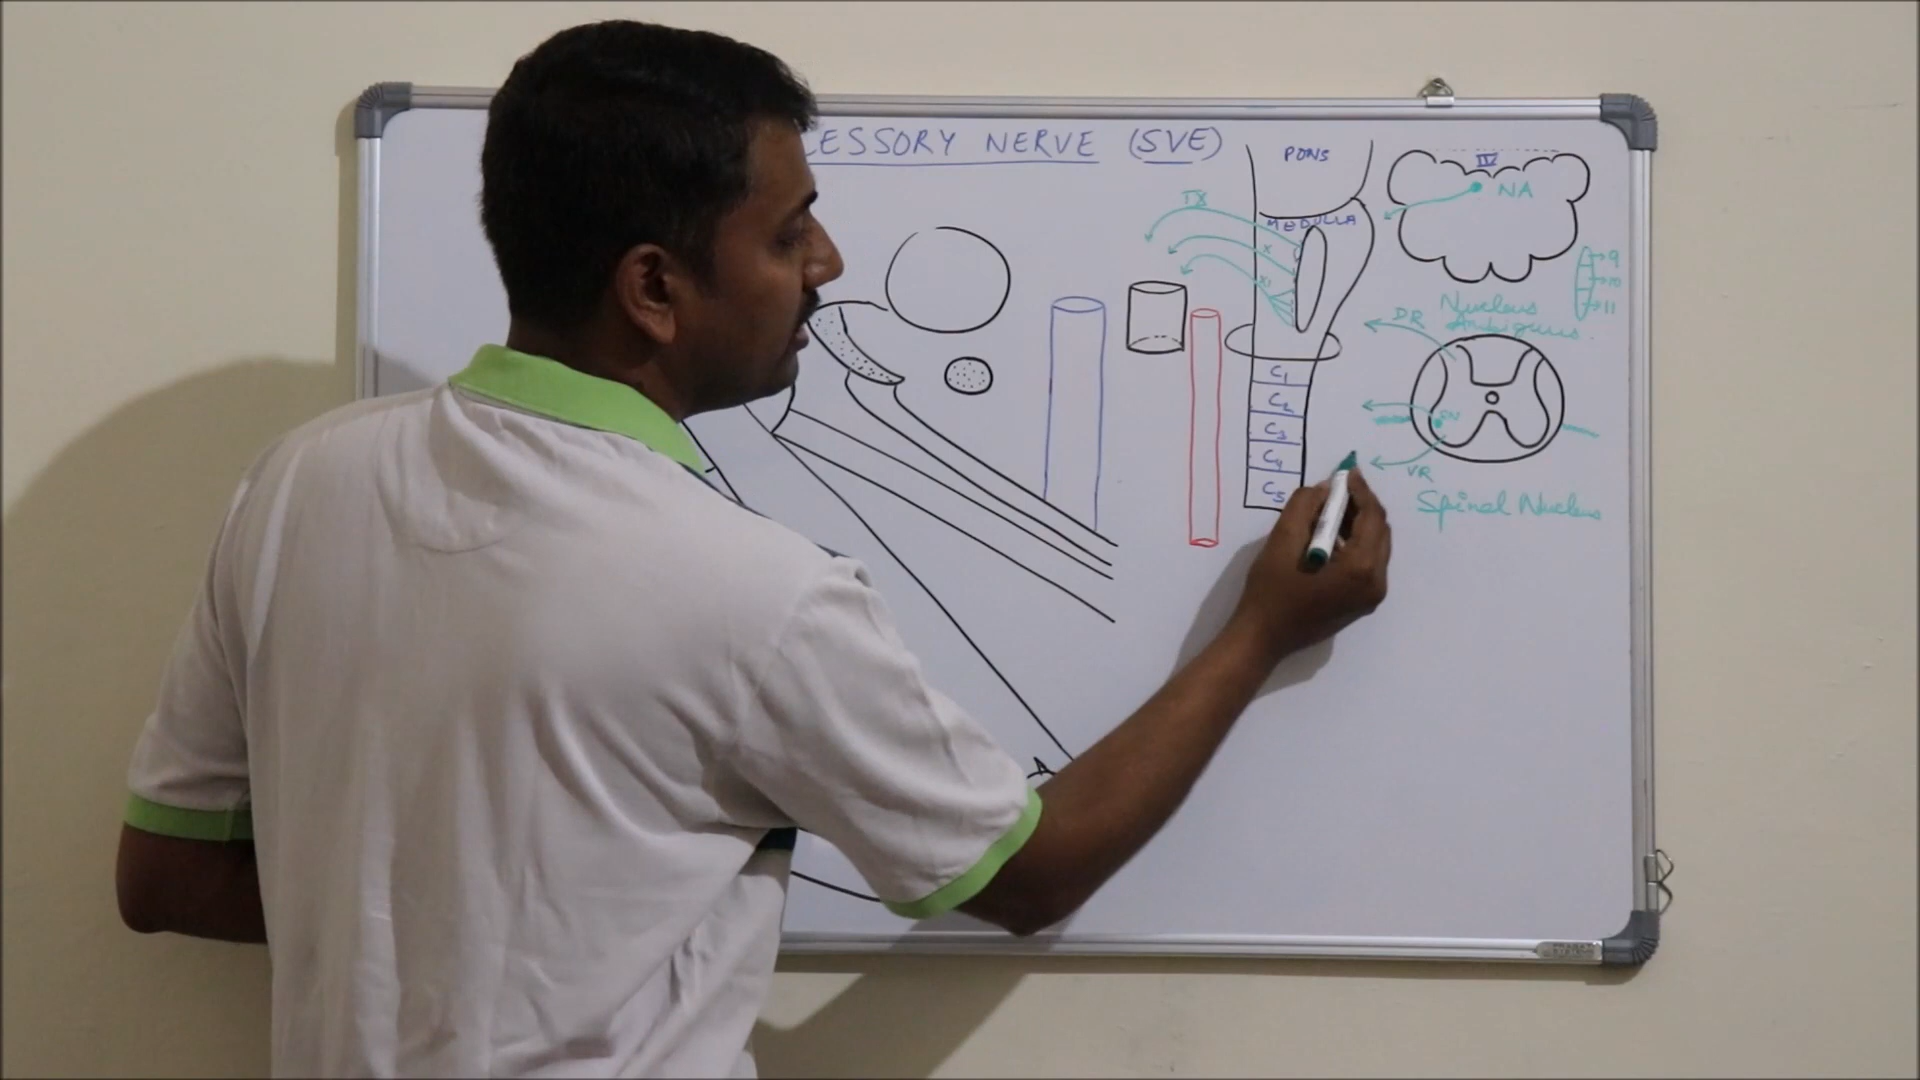 CESSORY NERVE (SVE)
PONS
MEDULLA
IX
X
XI
C1
C2
C3
C4
C5
IV
NA
9
10
11
Nucleus
Ambiguus
DR
SN
VR
Spinal Nucleus